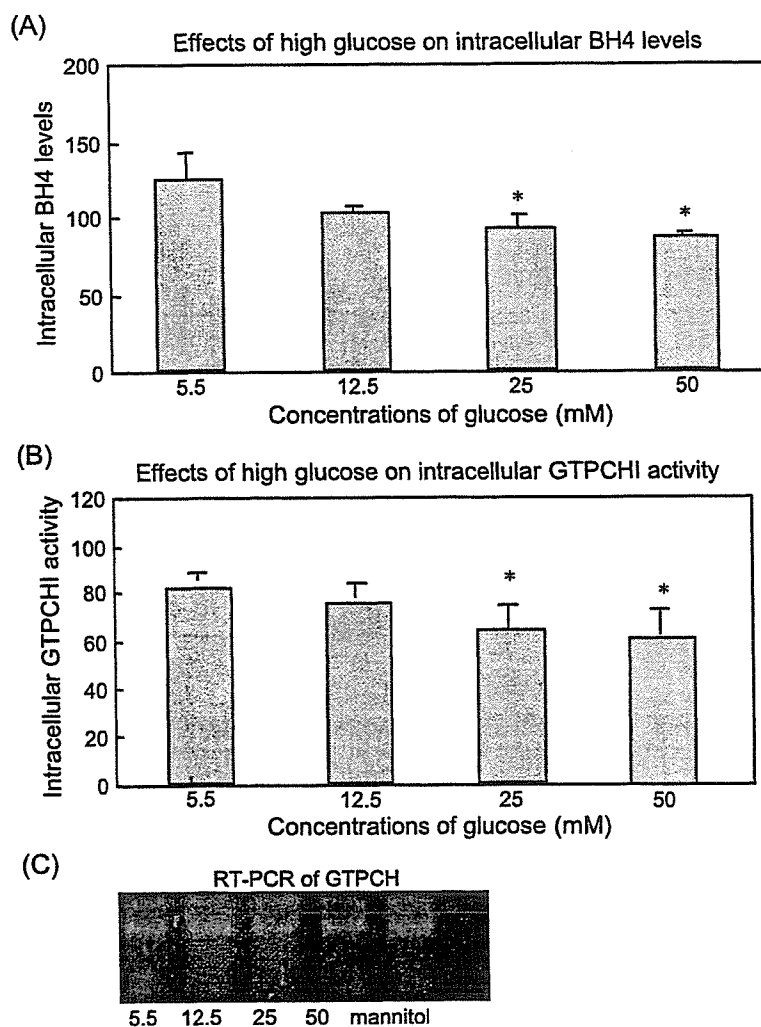 (A)
Effects of high glucose on intracellular BH4 levels
200
150
100
50
0
Intracellular BH4 levels
*
*
5.5 12.5 25 50
Concentrations of glucose (mM)
(B)
Effects of high glucose on intracellular GTPCHI activity
120
100
80
60
40
20
0
Intracellular GTPCHI activity
*
*
5.5 12.5 25 50
Concentrations of glucose (mM)
(C)
RT-PCR of GTPCH
5.5 12.5 25 50 mannitol